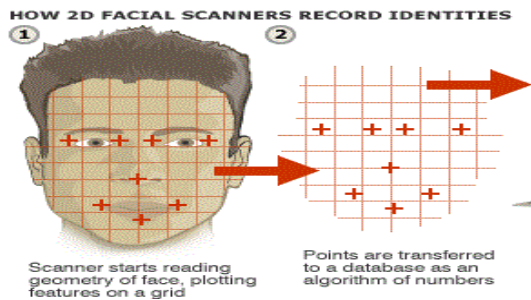 HOW 2D FACIAL SCANNERS RECORD IDENTITIES
1
2
Scanner starts reading
geometry of face, plotting
features on a grid
Points are transferred
to a database as an
algorithm of numbers